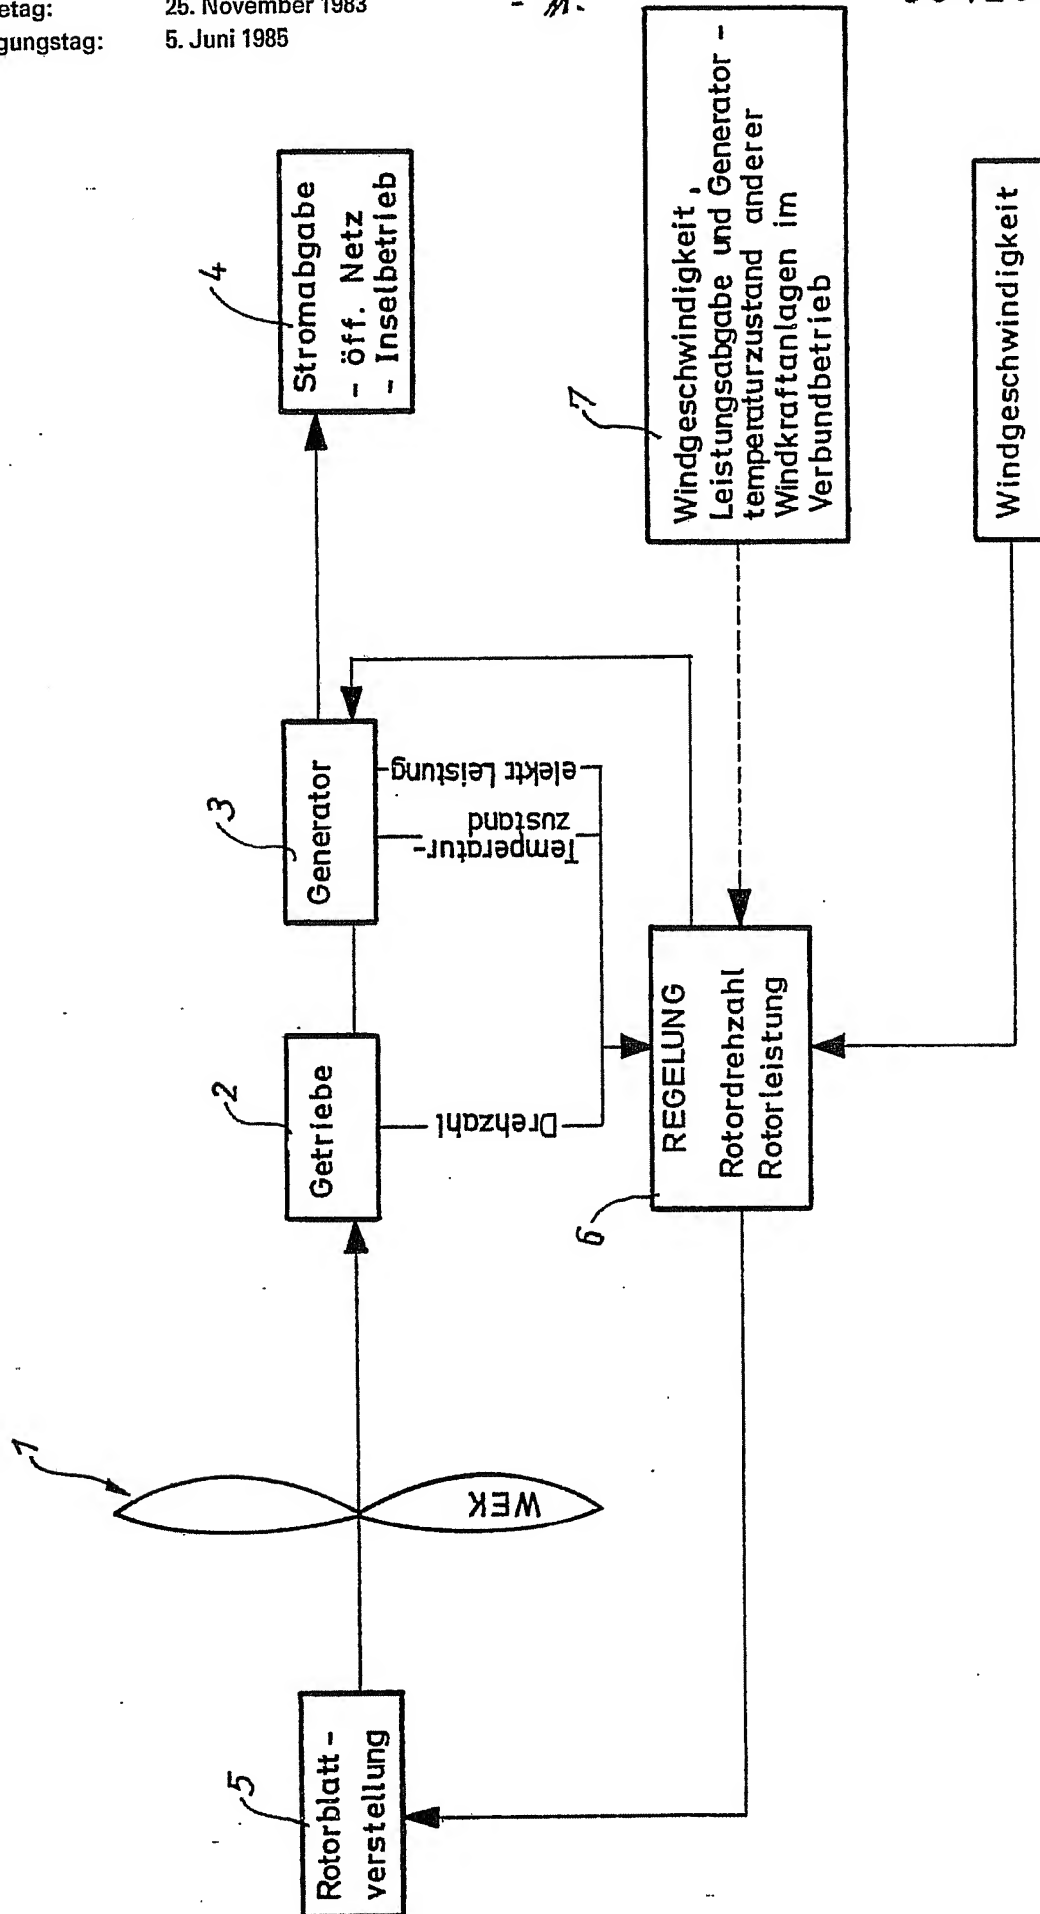 etag:
25. November 1983
gungstag:
5. Juni 1985
1
WEK
5
Rotorblatt-
verstellung
2
Getriebe
Drehzahl
3
Generator
Temperatur-
zustand
elektr Leistung
4
Stromabgabe
- Öff. Netz
- Inselbetrieb
6
REGELUNG
Rotordrehzahl
Rotorleistung
7
Windgeschwindigkeit,
Leistungsabgabe und Generator-
temperaturzustand anderer
Windkraftanlagen im
Verbundbetrieb
Windgeschwindigkeit